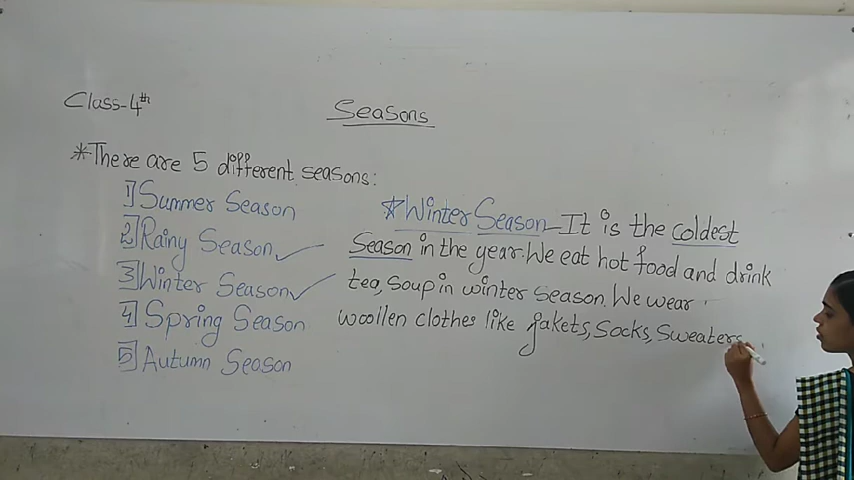 Class-4th
Seasons
*There are 5 different seasons:
1] Summer Season
2] Rainy Season
3] Winter Season
4] Spring Season
5] Autumn Season
*Winter Season - It is the coldest
Season in the year. We eat hot food and drink
tea, soup in winter season. We wear
woollen clothes like jakets, Socks, Sweaters